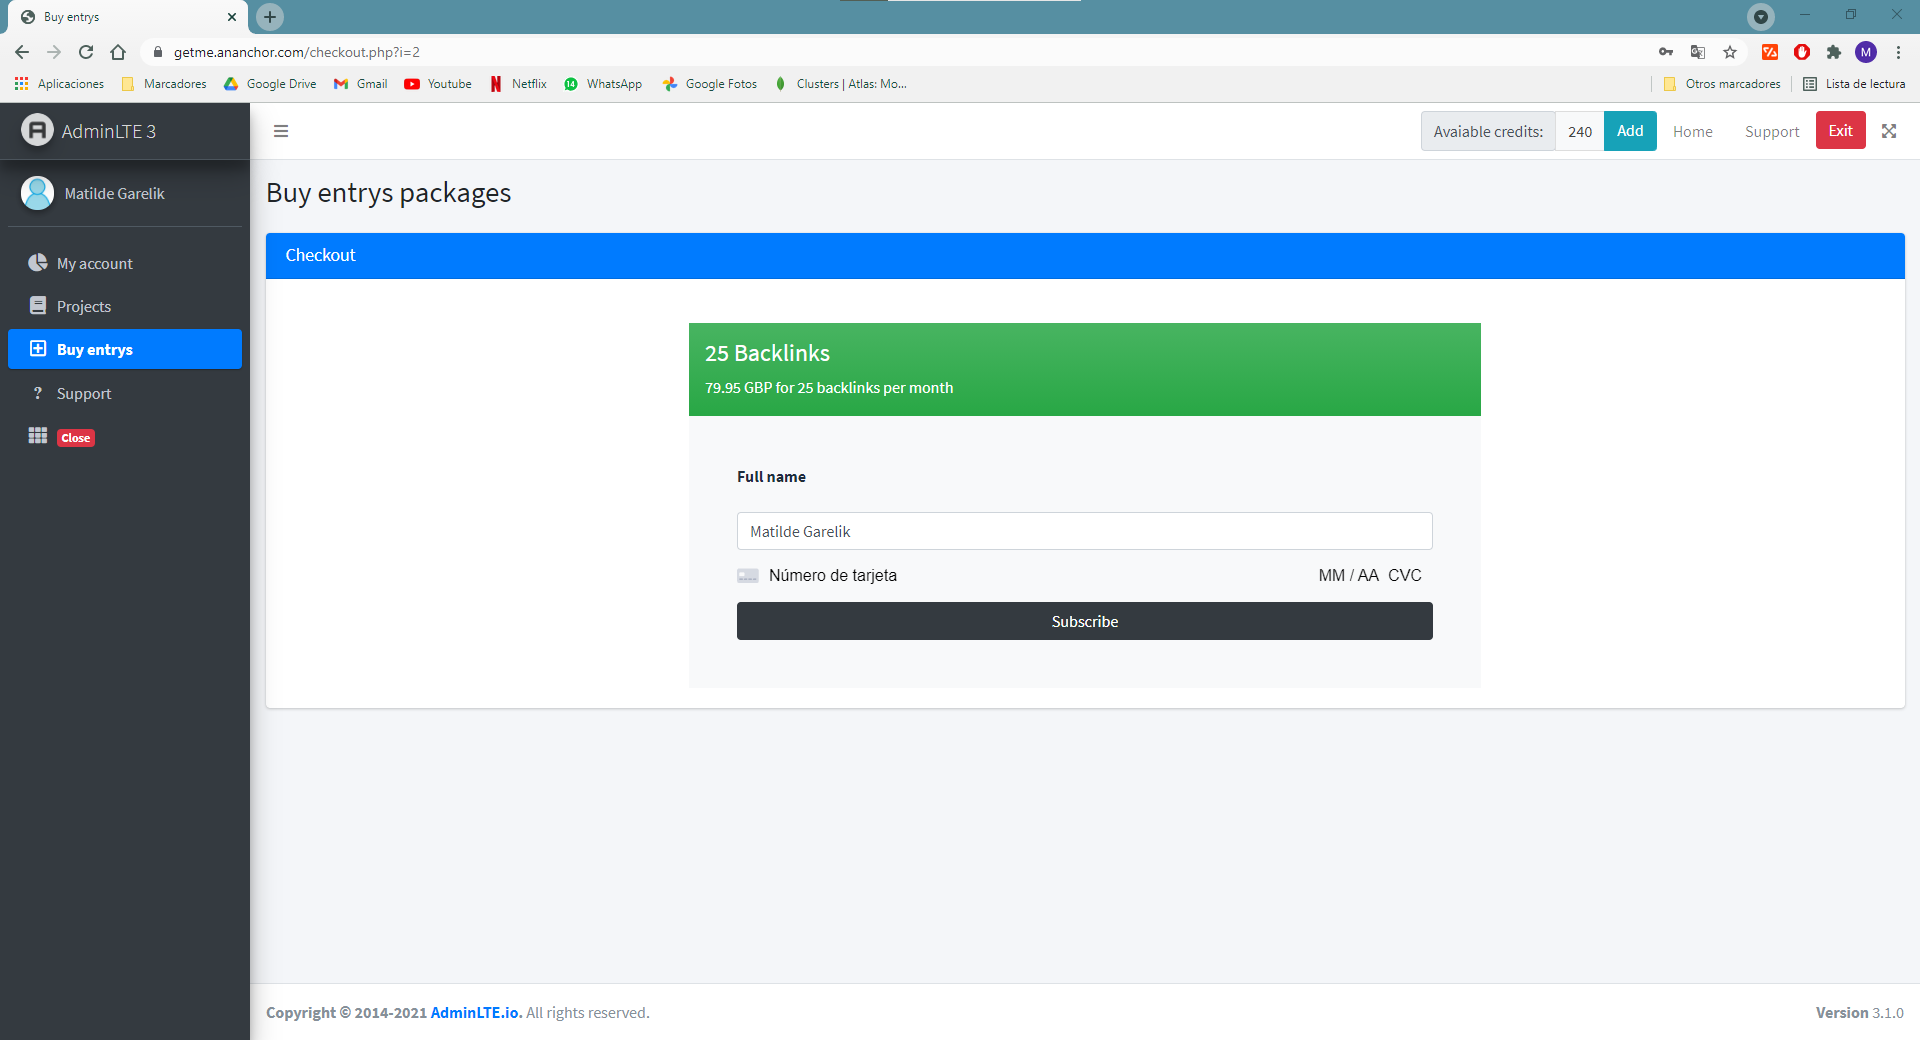 Buy entrys
getme.ananchor.com/checkout.php?i=2
M
Aplicaciones Marcadores Google Drive Gmail Youtube Netflix 14 WhatsApp Google Fotos Clusters | Atlas: Mo... Otros marcadores Lista de lectura
AdminLTE 3
Avaiable credits: 240 Add Home Support Exit
Matilde Garelik
Buy entrys packages
My account
Projects
Buy entrys
? Support
Close
Checkout
25 Backlinks
79.95 GBP for 25 backlinks per month
Full name
Matilde Garelik
Número de tarjeta MM / AA CVC
Subscribe
Copyright © 2014-2021 AdminLTE.io. All rights reserved. Version 3.1.0